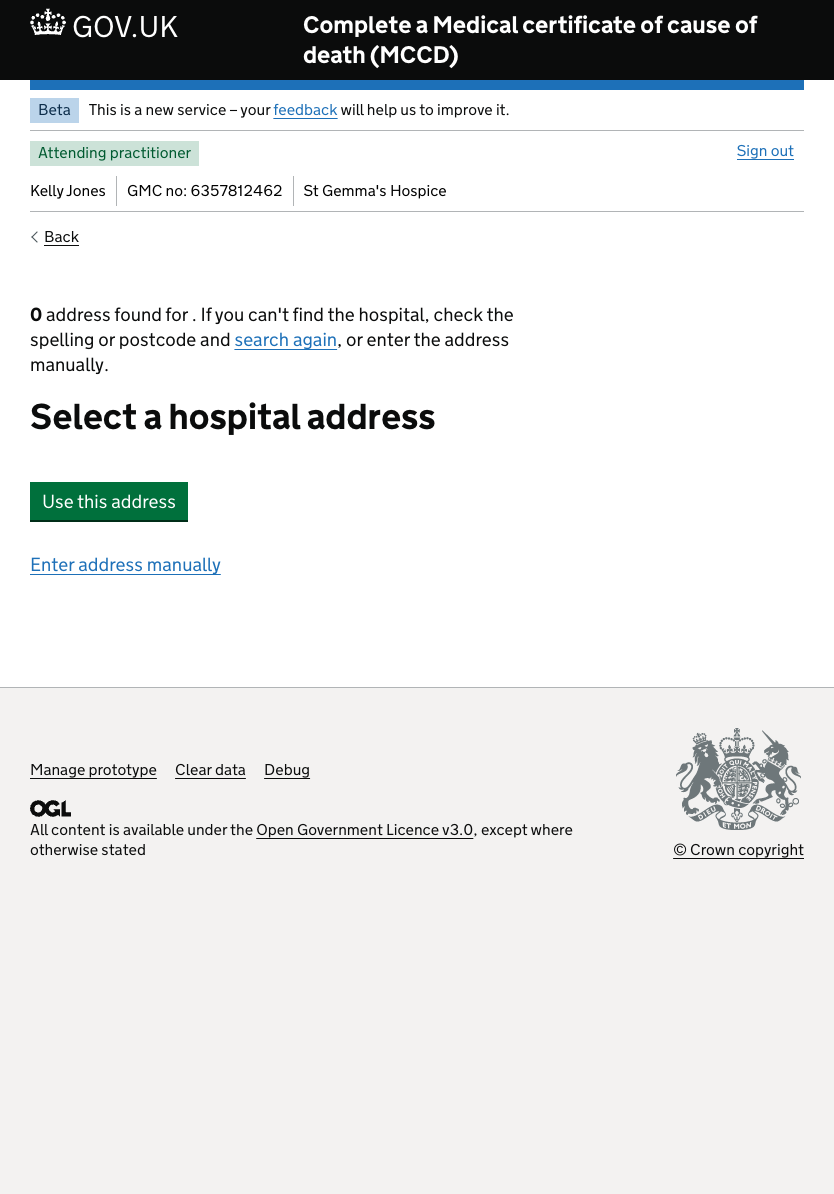 GOV.UK
Complete a Medical certificate of cause of
death (MCCD)
Beta This is a new service – your feedback will help us to improve it.
Attending practitioner
Sign out
Kelly Jones GMC no: 6357812462 St Gemma's Hospice
Back
0 address found for . If you can't find the hospital, check the
spelling or postcode and search again, or enter the address
manually.
Select a hospital address
Use this address
Enter address manually
Manage prototype Clear data Debug
OGL
All content is available under the Open Government Licence v3.0, except where
otherwise stated
DIEU ET MON DROIT
© Crown copyright